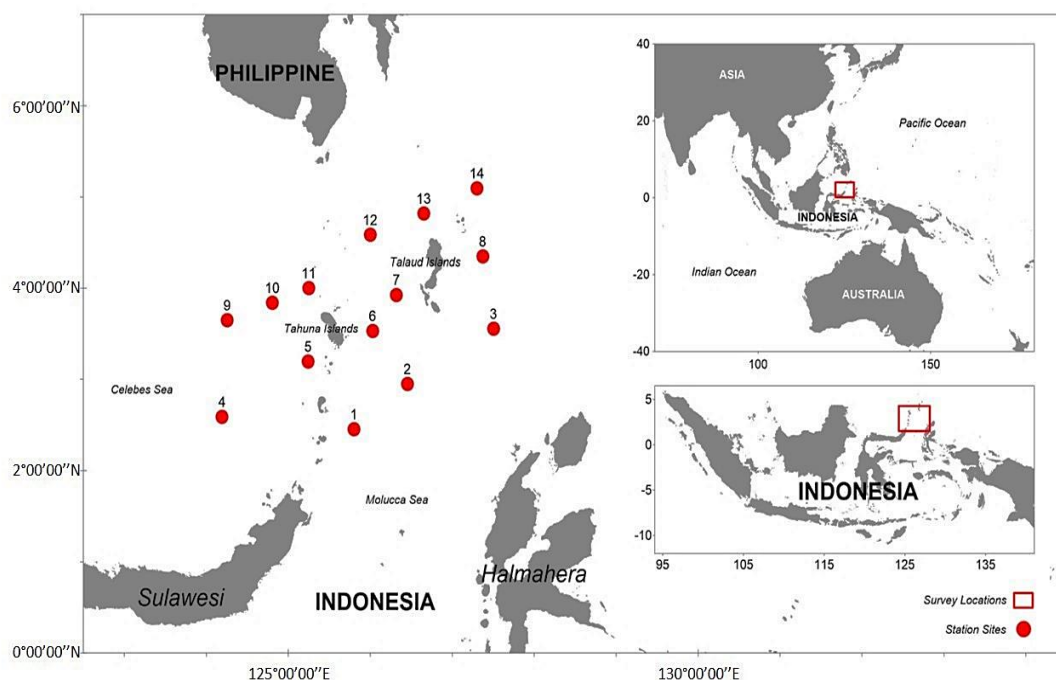 PHILIPPINE
6°00'00''N
14
13
12
8
Talaud Islands
4°00'00''N
11
7
10
9
3
Tahuna Islands
6
5
2
Celebes Sea
4
1
2°00'00''N
Molucca Sea
Halmahera
Sulawesi
INDONESIA
0°00'00''N
125°00'00''E
130°00'00''E
40
ASIA
20
Pacific Ocean
0
INDONESIA
-20
Indian Ocean
AUSTRALIA
-40
100
150
5
0
INDONESIA
-5
-10
95
105
115
125
135
Survey Locations
Station Sites